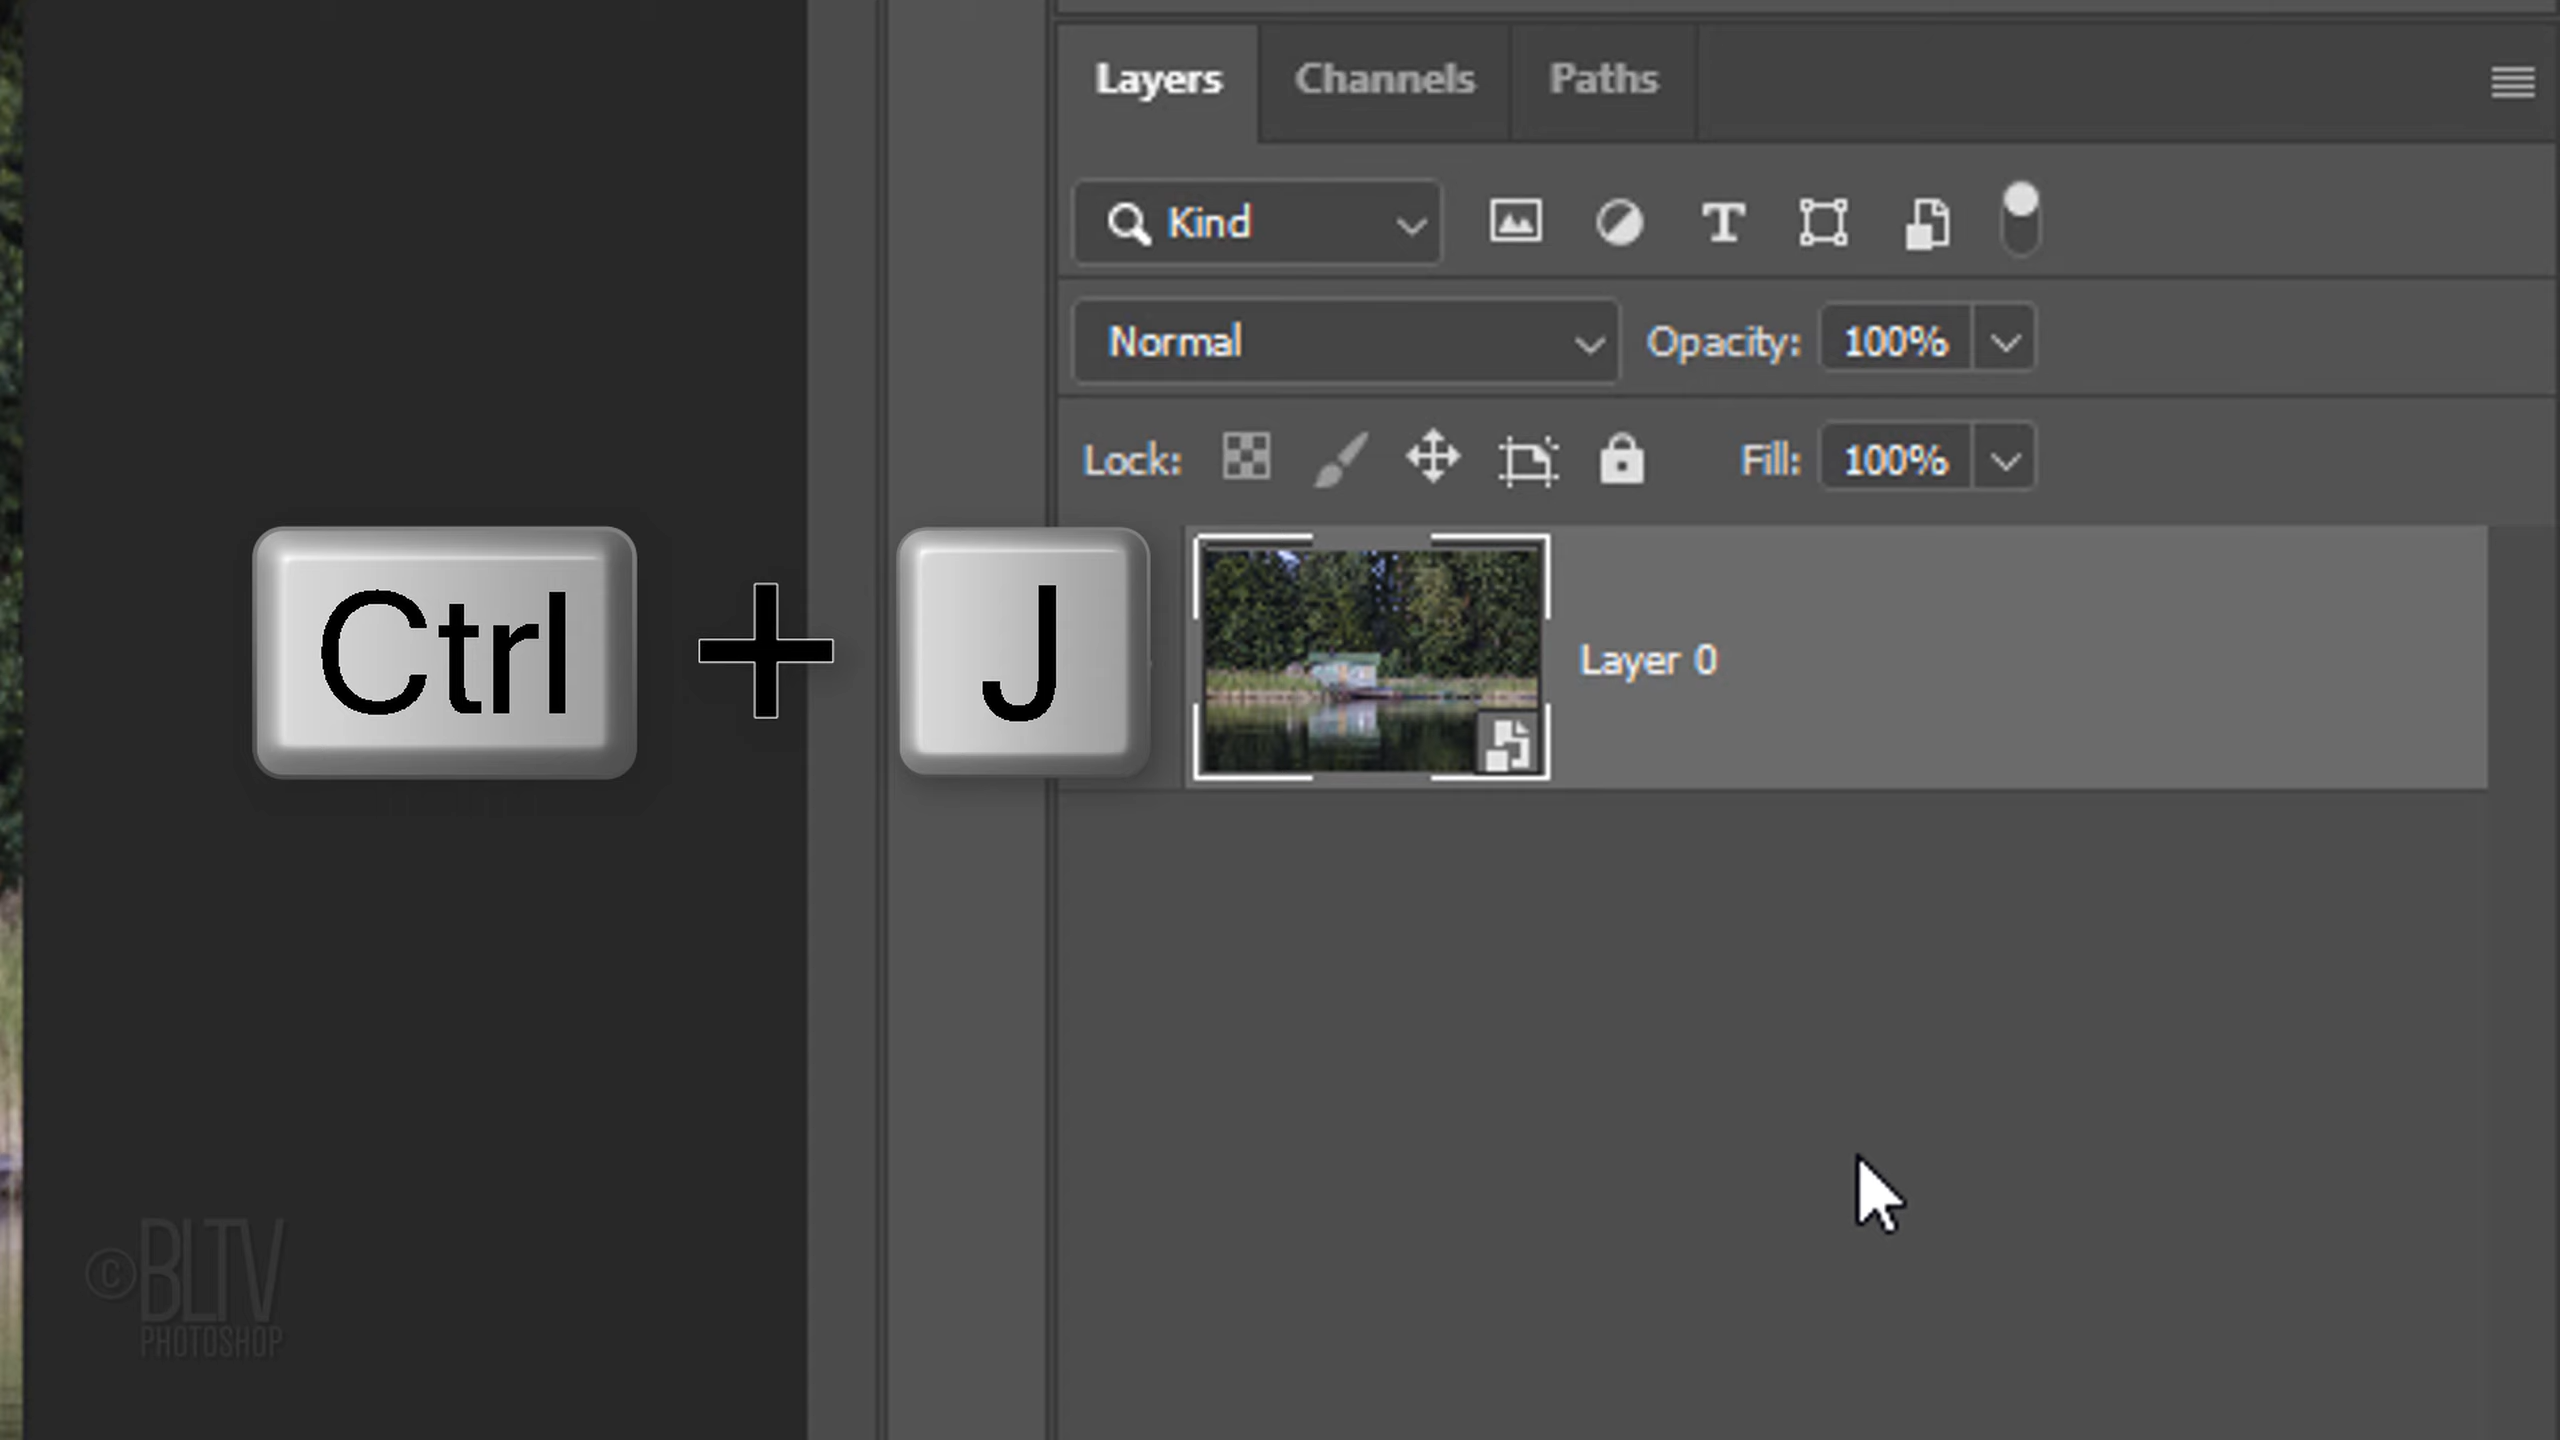 Layers Channels Paths
Kind T
Normal Opacity: 100%
Lock: Fill: 100%
Ctrl + J
Layer 0
©BLTV
PHOTOSHOP